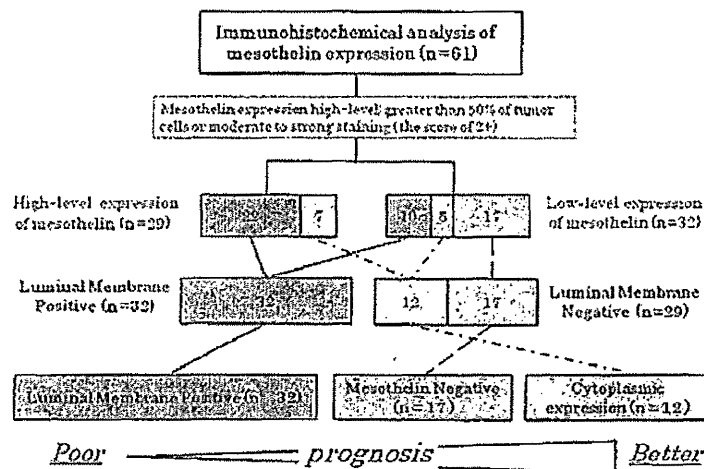 Immunohistochemical analysis of
mesothelin expression (n=61)
Mesothelin expression high-level: greater than 50% of tumor
cells or moderate to strong staining (the score of 2+)
High-level expression
of mesothelin (n=29)
22
7
10
5
17
Low-level expression
of mesothelin (n=32)
Luminal Membrane
Positive (n=32)
32
12
17
Luminal Membrane
Negative (n=29)
Luminal Membrane Positive (n=32)
Mesothelin Negative
(n=17)
Cytoplasmic
expression (n=12)
Poor
prognosis
Better